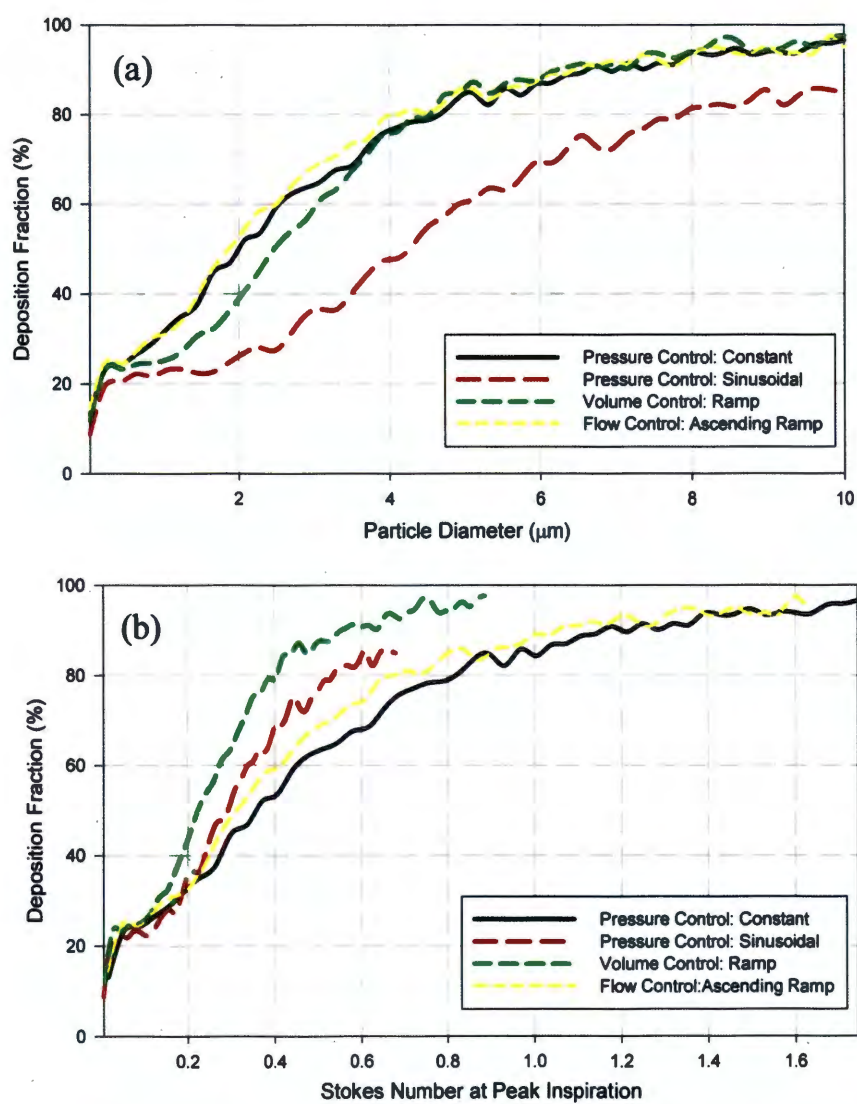 (a)
Deposition Fraction (%)
100
80
60
40
20
0
2
4
6
8
10
Particle Diameter (μm)
Pressure Control: Constant
Pressure Control: Sinusoidal
Volume Control: Ramp
Flow Control: Ascending Ramp
(b)
Deposition Fraction (%)
100
80
60
40
20
0
0.2
0.4
0.6
0.8
1.0
1.2
1.4
1.6
Stokes Number at Peak Inspiration
Pressure Control: Constant
Pressure Control: Sinusoidal
Volume Control: Ramp
Flow Control:Ascending Ramp